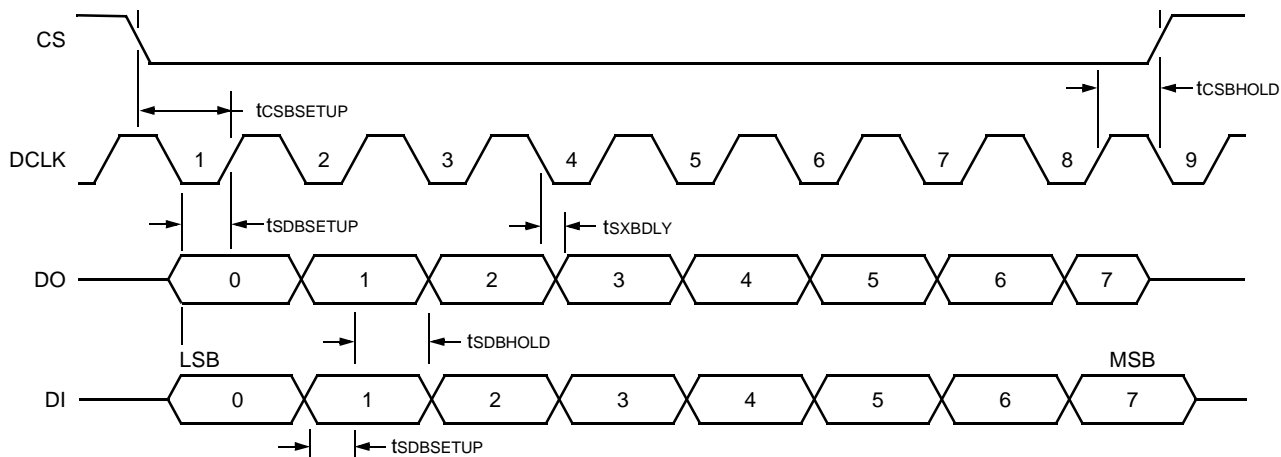 CS
tCSBSETUP
tCSBHOLD
DCLK 1 2 3 4 5 6 7 8 9
tSDBSETUP
tSXBDLY
DO 0 1 2 3 4 5 6 7
tSDBHOLD
LSB
MSB
DI 0 1 2 3 4 5 6 7
tSDBSETUP